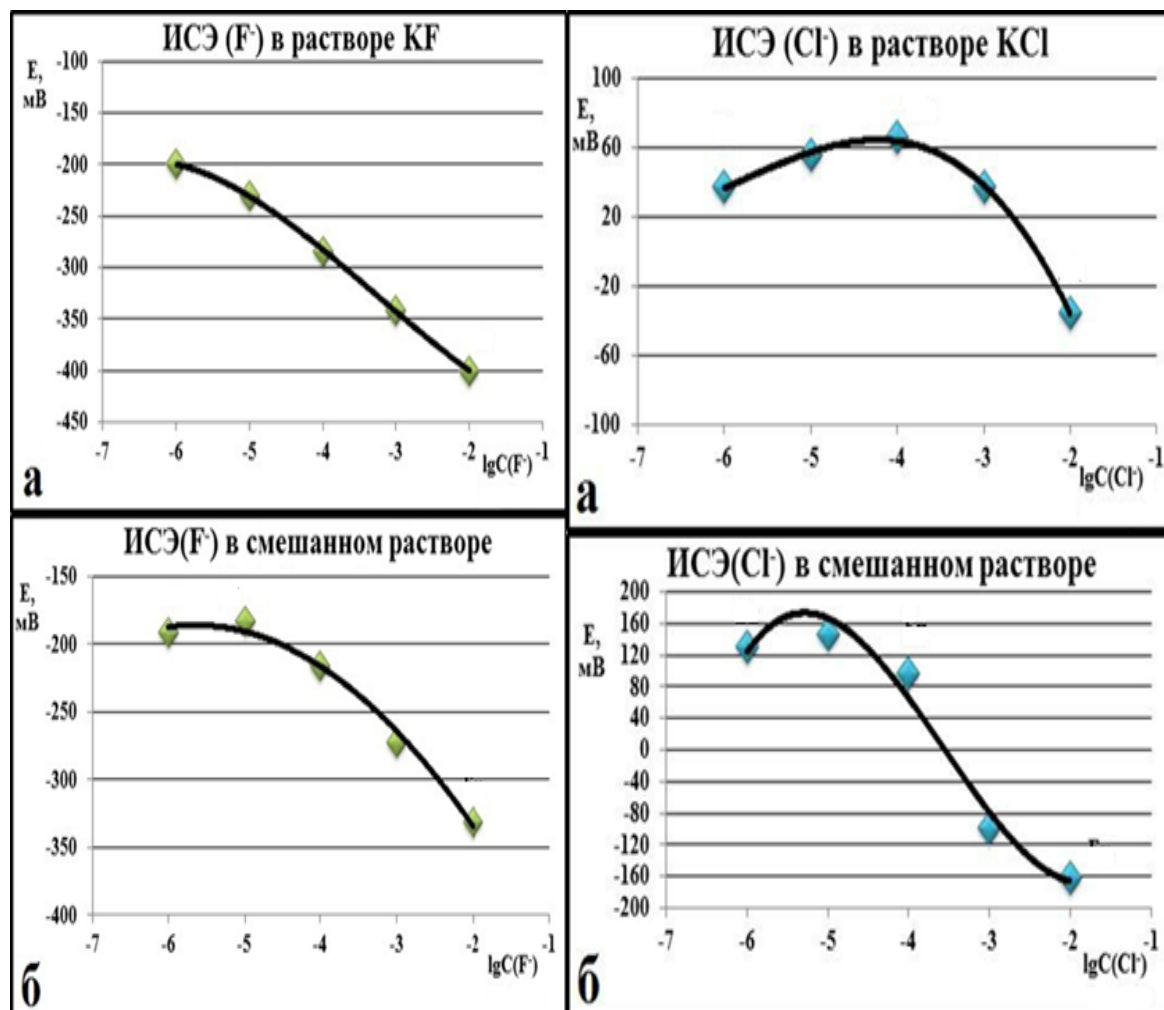 ИСЭ (F⁻) в растворе KF
E,
мВ
-100
-150
-200
-250
-300
-350
-400
-450
-7
-6
-5
-4
-3
-2
-1
lgC(F⁻)
а
ИСЭ (Cl⁻) в растворе KCl
E,
мВ
100
60
20
-20
-60
-100
-7
-6
-5
-4
-3
-2
-1
lgC(Cl⁻)
а
ИСЭ(F⁻) в смешанном растворе
E,
мВ
-150
-200
-250
-300
-350
-400
-7
-6
-5
-4
-3
-2
-1
lgC(F⁻)
б
ИСЭ(Cl⁻) в смешанном растворе
E,
мВ
200
160
120
80
40
0
-40
-80
-120
-160
-200
-7
-6
-5
-4
-3
-2
-1
lgC(Cl⁻)
б